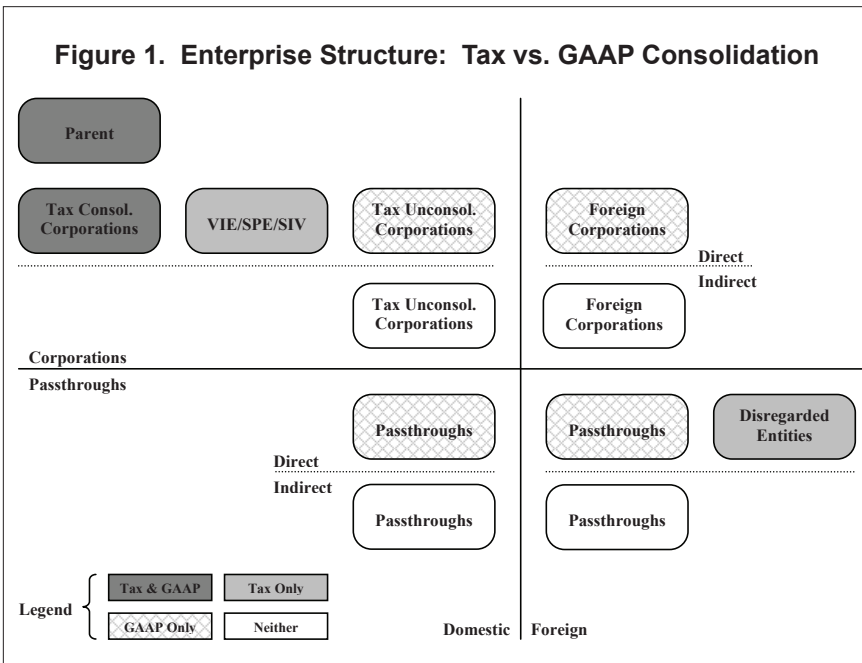 Figure 1. Enterprise Structure: Tax vs. GAAP Consolidation
Parent
Tax Consol.
Corporations
VIE/SPE/SIV
Tax Unconsol.
Corporations
Foreign
Corporations
Direct
Indirect
Tax Unconsol.
Corporations
Foreign
Corporations
Corporations
Passthroughs
Passthroughs
Passthroughs
Disregarded
Entities
Direct
Indirect
Passthroughs
Passthroughs
Legend
Tax & GAAP
Tax Only
GAAP Only
Neither
Domestic
Foreign